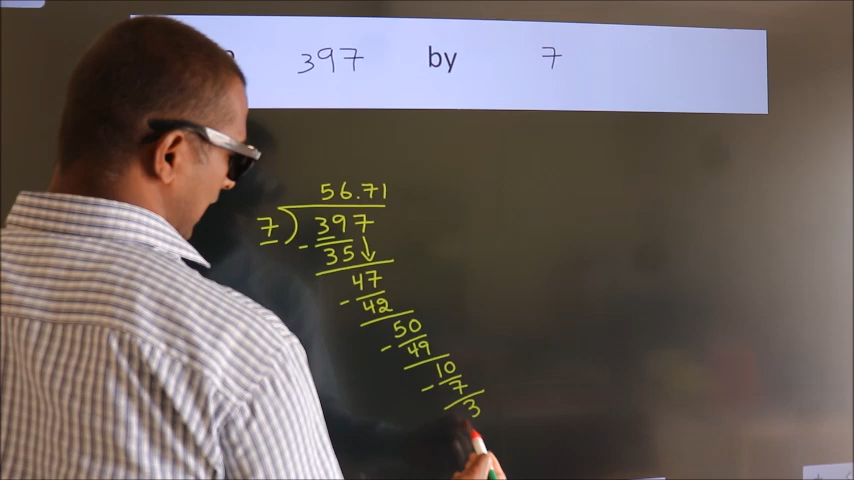 397 by 7
56.71
7 ) 397
- 35 ↓
47
- 42
50
- 49
10
- 7
3